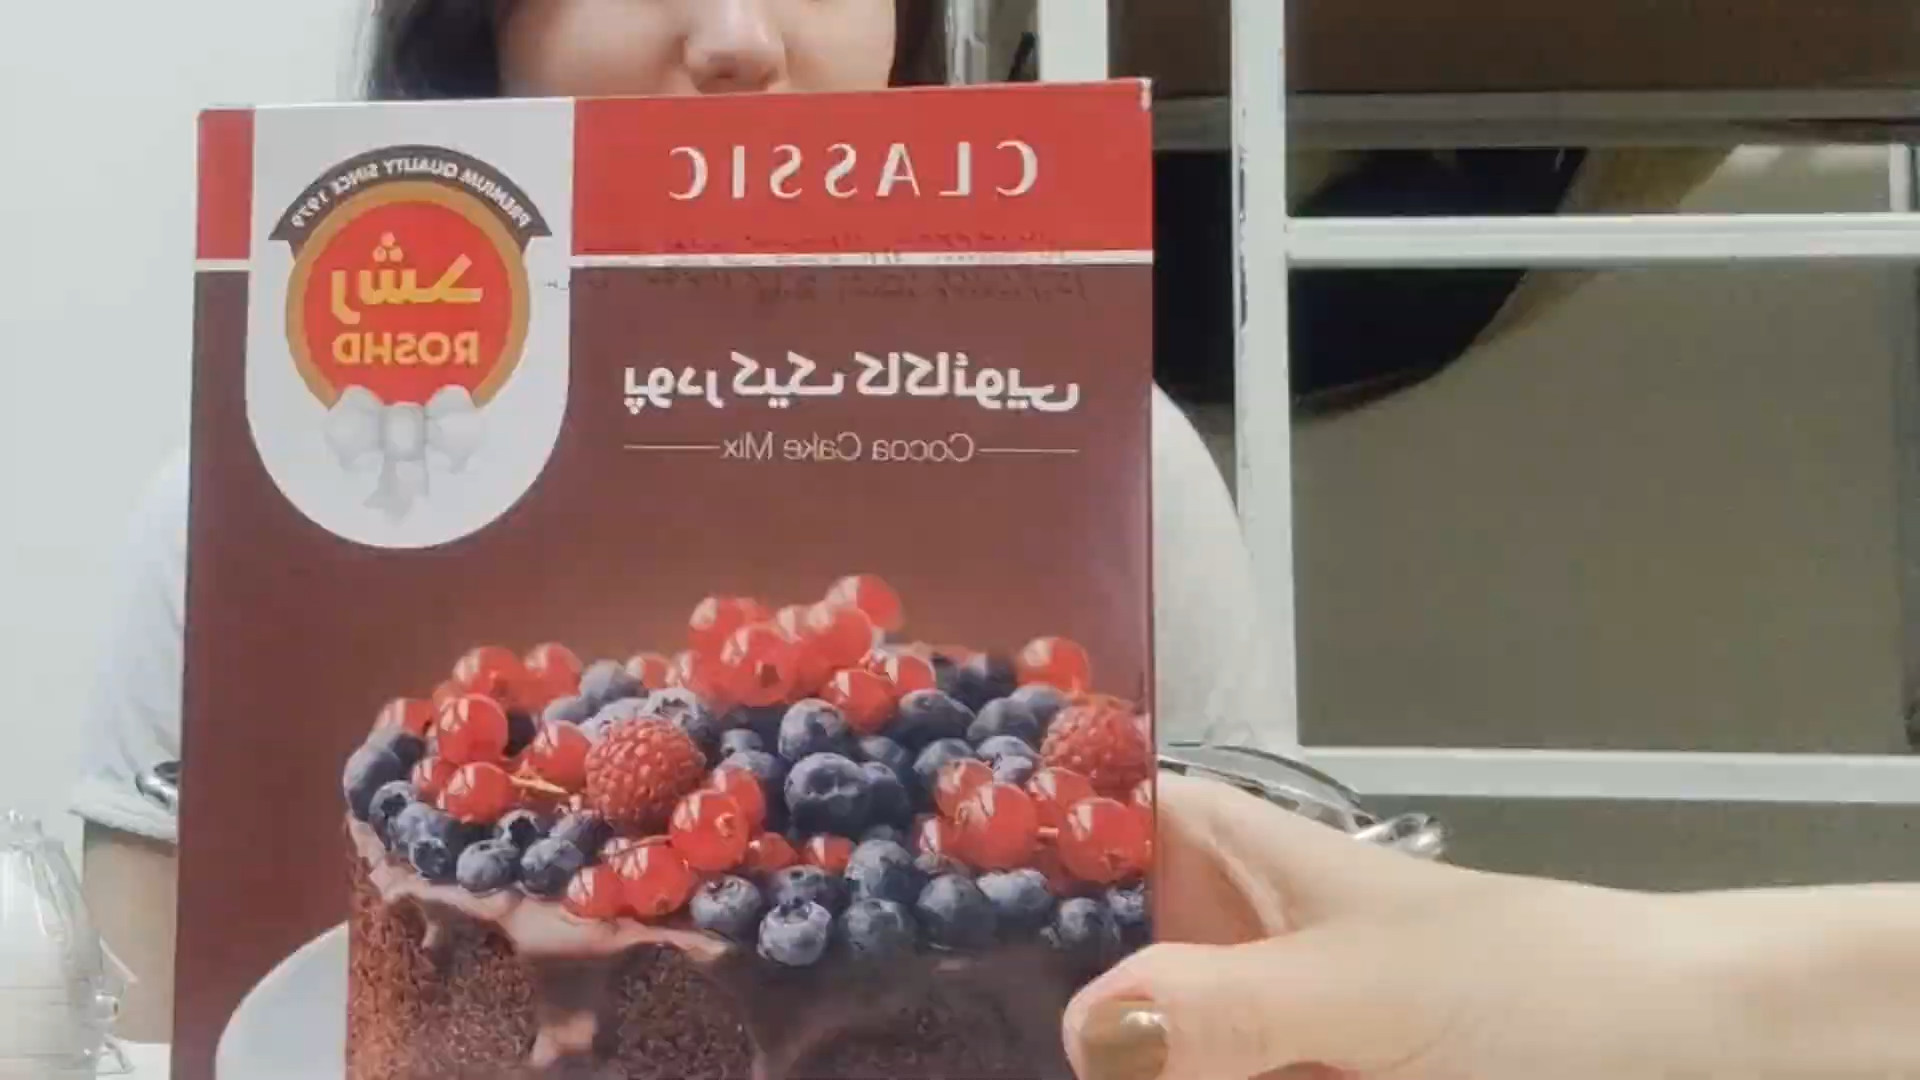 CLASSIC
PREMIUM QUALITY SINCE 1979
رشد
ROSHD
پودر کیک کاکائویی
Cocoa Cake Mix